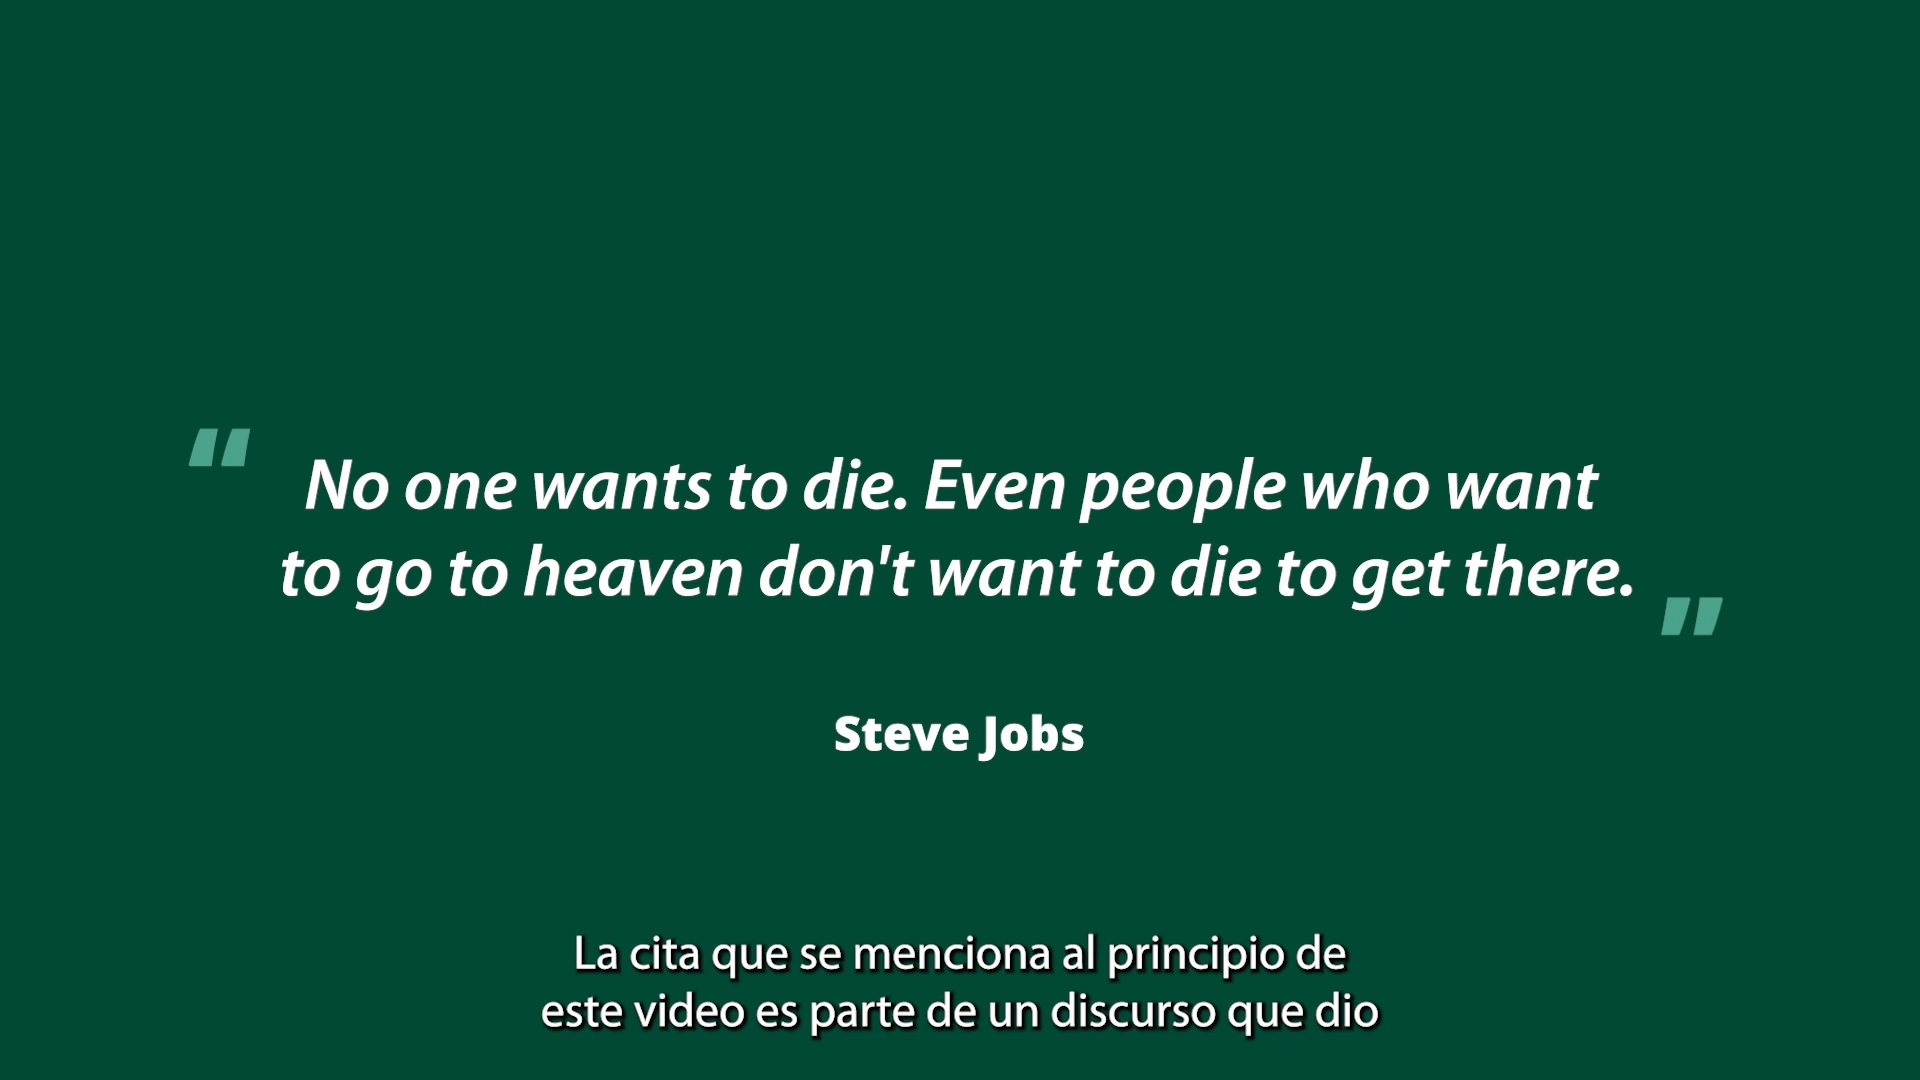 “No one wants to die. Even people who want
to go to heaven don't want to die to get there.”
Steve Jobs
La cita que se menciona al principio de
este video es parte de un discurso que dio